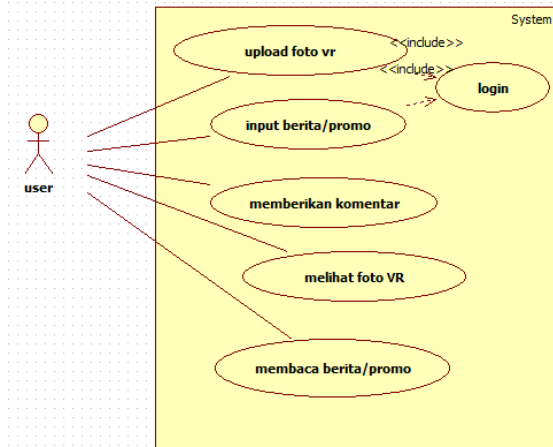 System
upload foto vr
<<include>>
<<include>>
login
input berita/promo
user
memberikan komentar
melihat foto VR
membaca berita/promo